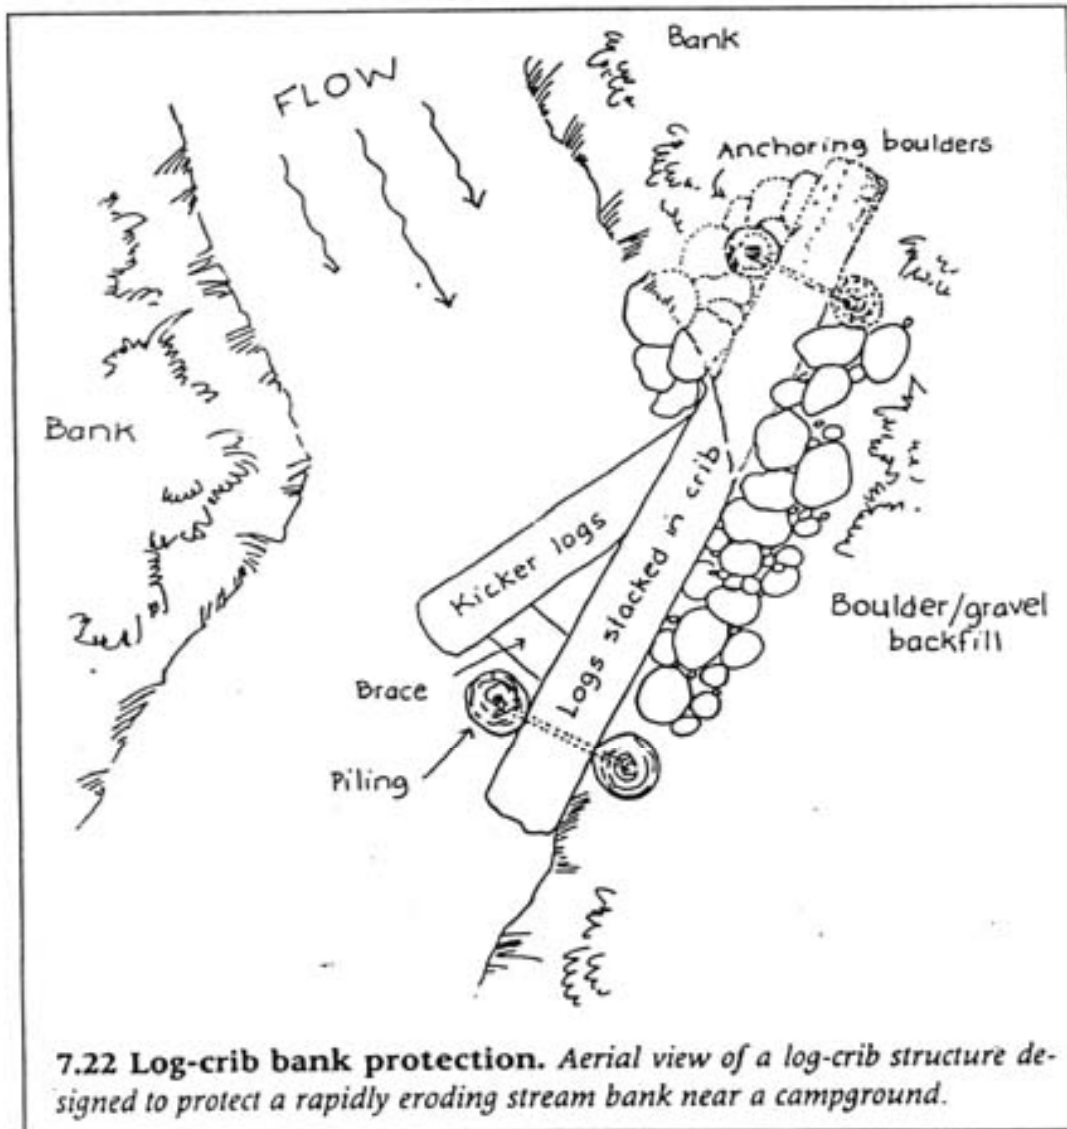 Bank
FLOW
Anchoring boulders
Bank
Kicker logs
Logs stacked in crib
Boulder/gravel
backfill
Brace
Piling
7.22 Log-crib bank protection. Aerial view of a log-crib structure de-
signed to protect a rapidly eroding stream bank near a campground.